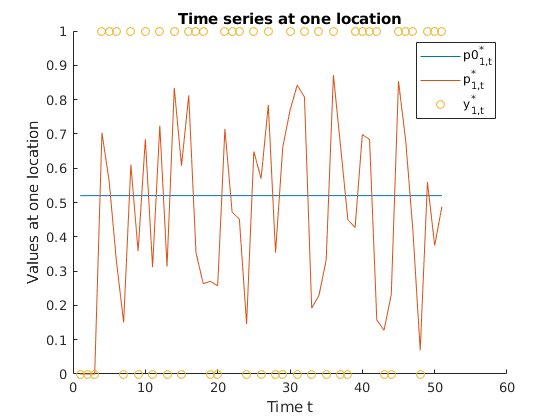 Time series at one location
1
0.9
0.8
0.7
0.6
0.5
0.4
0.3
0.2
0.1
0
Values at one location
p0*1,t
p*1,t
y*1,t
0 10 20 30 40 50 60
Time t